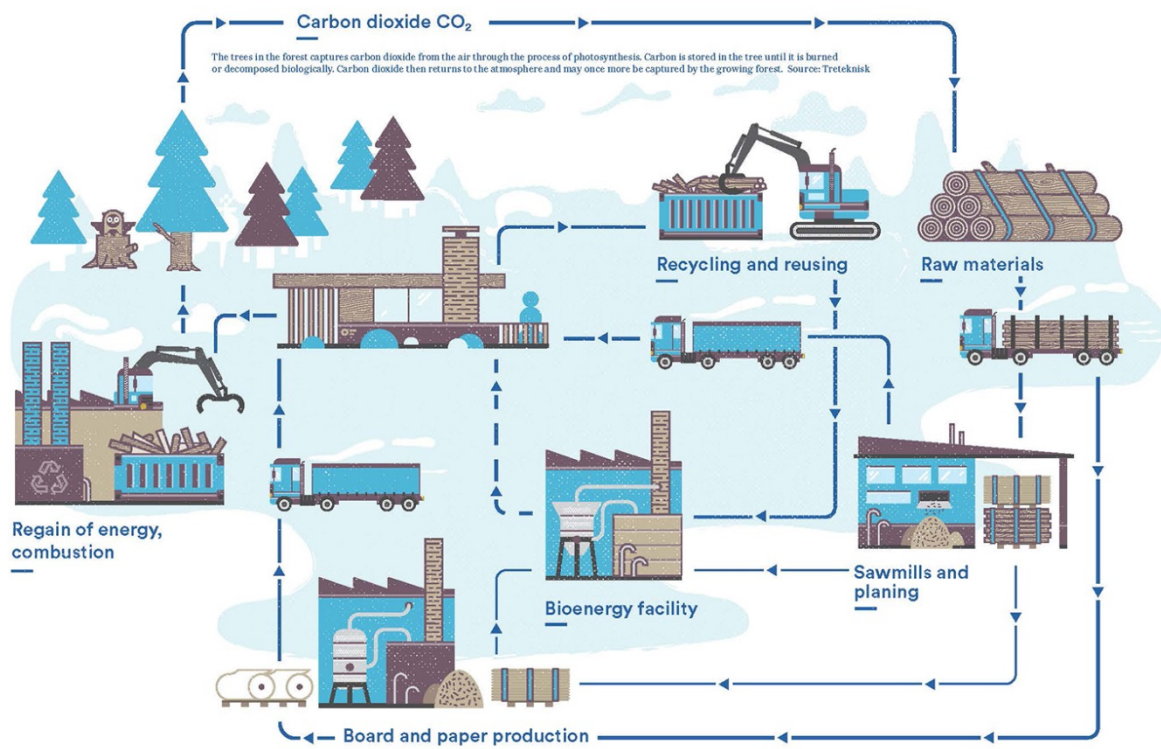 Carbon dioxide CO₂
The trees in the forest captures carbon dioxide from the air through the process of photosynthesis. Carbon is stored in the tree until it is burned
or decomposed biologically. Carbon dioxide then returns to the atmosphere and may once more be captured by the growing forest. Source: Treteknisk
Recycling and reusing
Raw materials
Regain of energy,
combustion
Bioenergy facility
Sawmills and
planing
Board and paper production